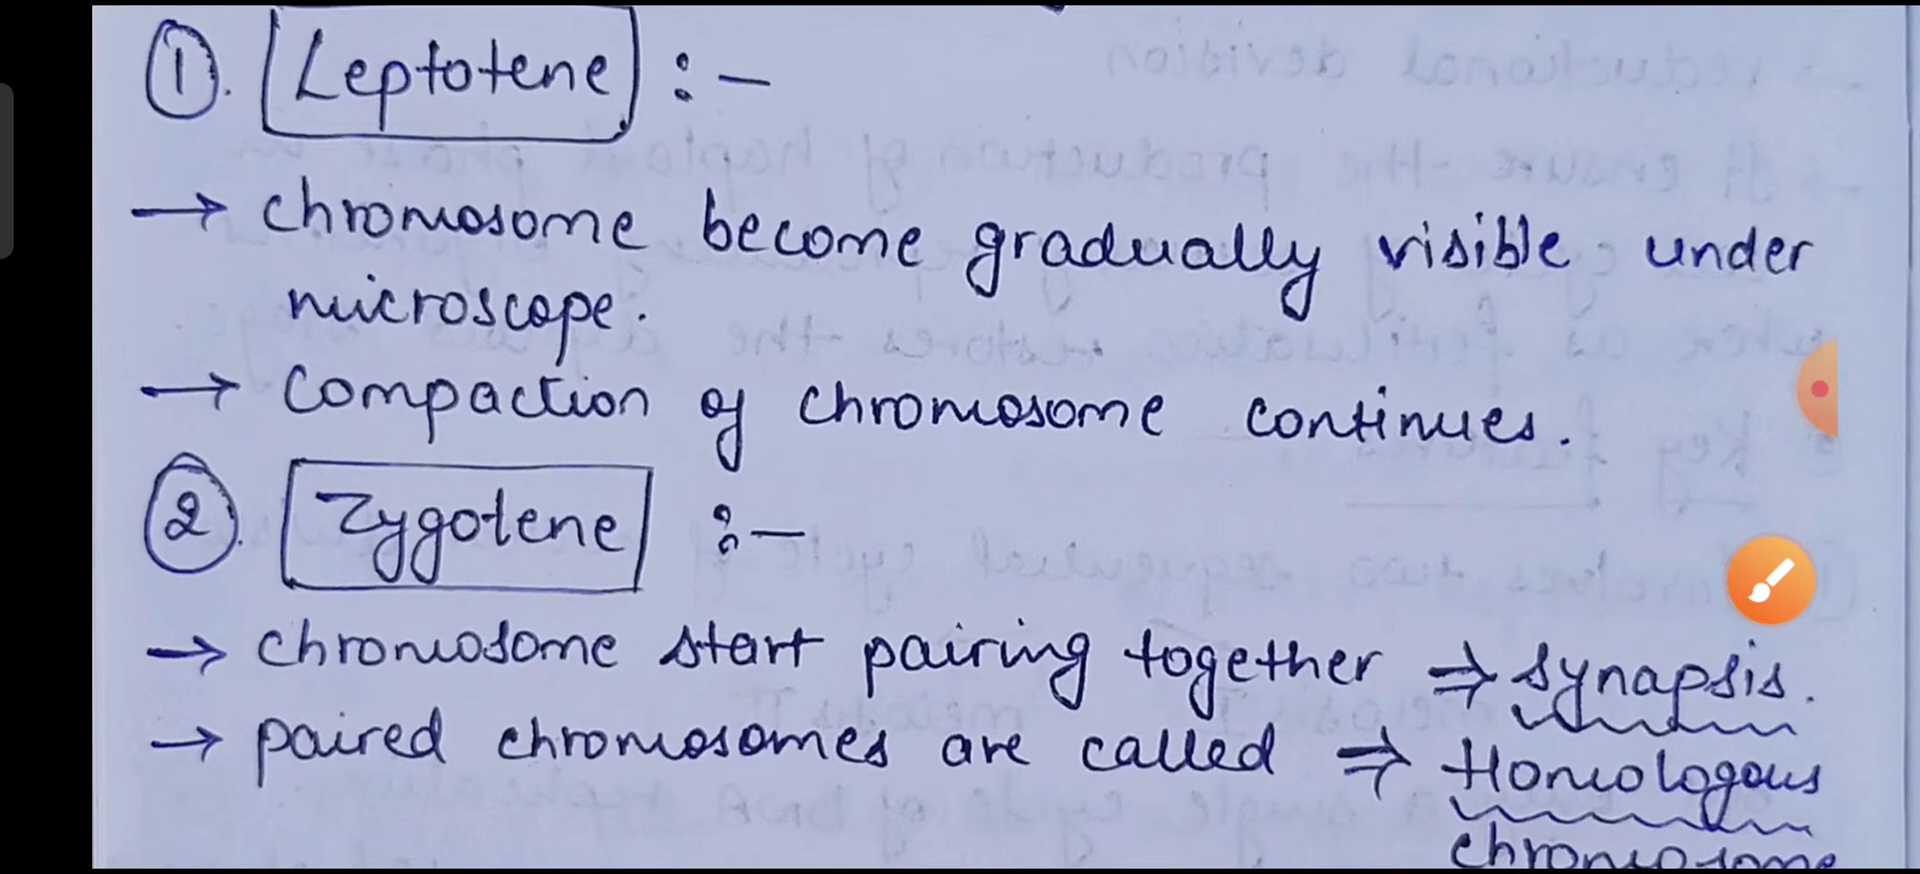 ①. Leptotene :-
→ chromosome become gradually visible under
microscope.
→ Compaction of chromosome continues.
②. Zygotene :-
→ chromosome start pairing together ⇒ synapsis.
→ paired chromosomes are called ⇒ Homologous
chromosome